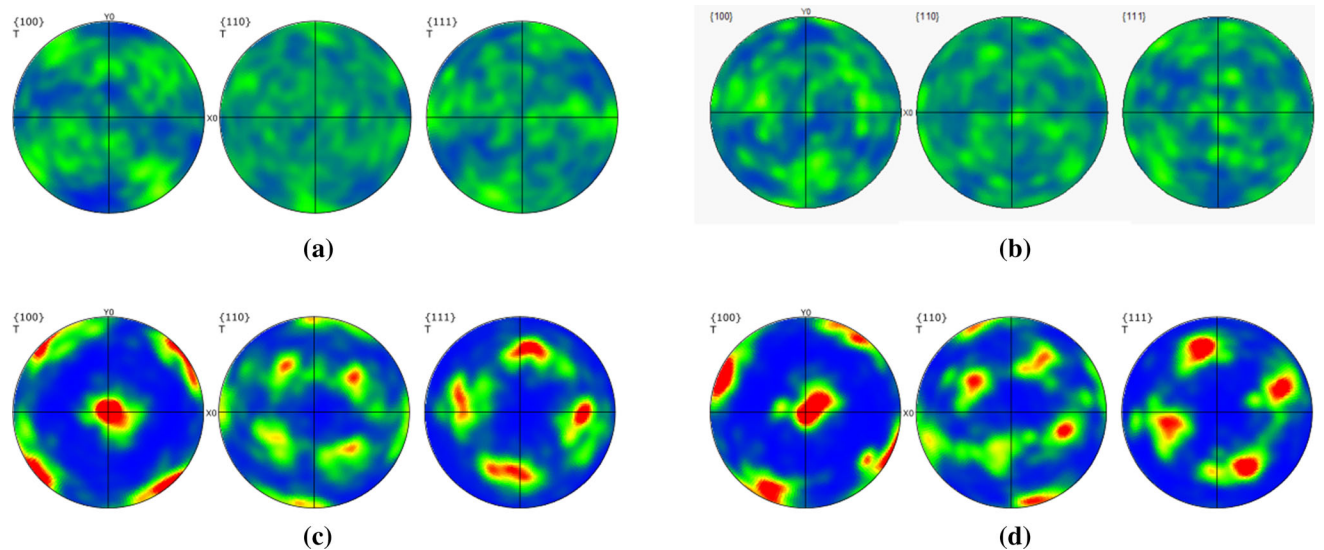 {100} Y0 {110} {111}
T T T
X0
(a)
{100} Y0 {110} {111}
X0
(b)
{100} Y0 {110} {111}
T T T
X0
(c)
{100} Y0 {110} {111}
T T T
X0
(d)